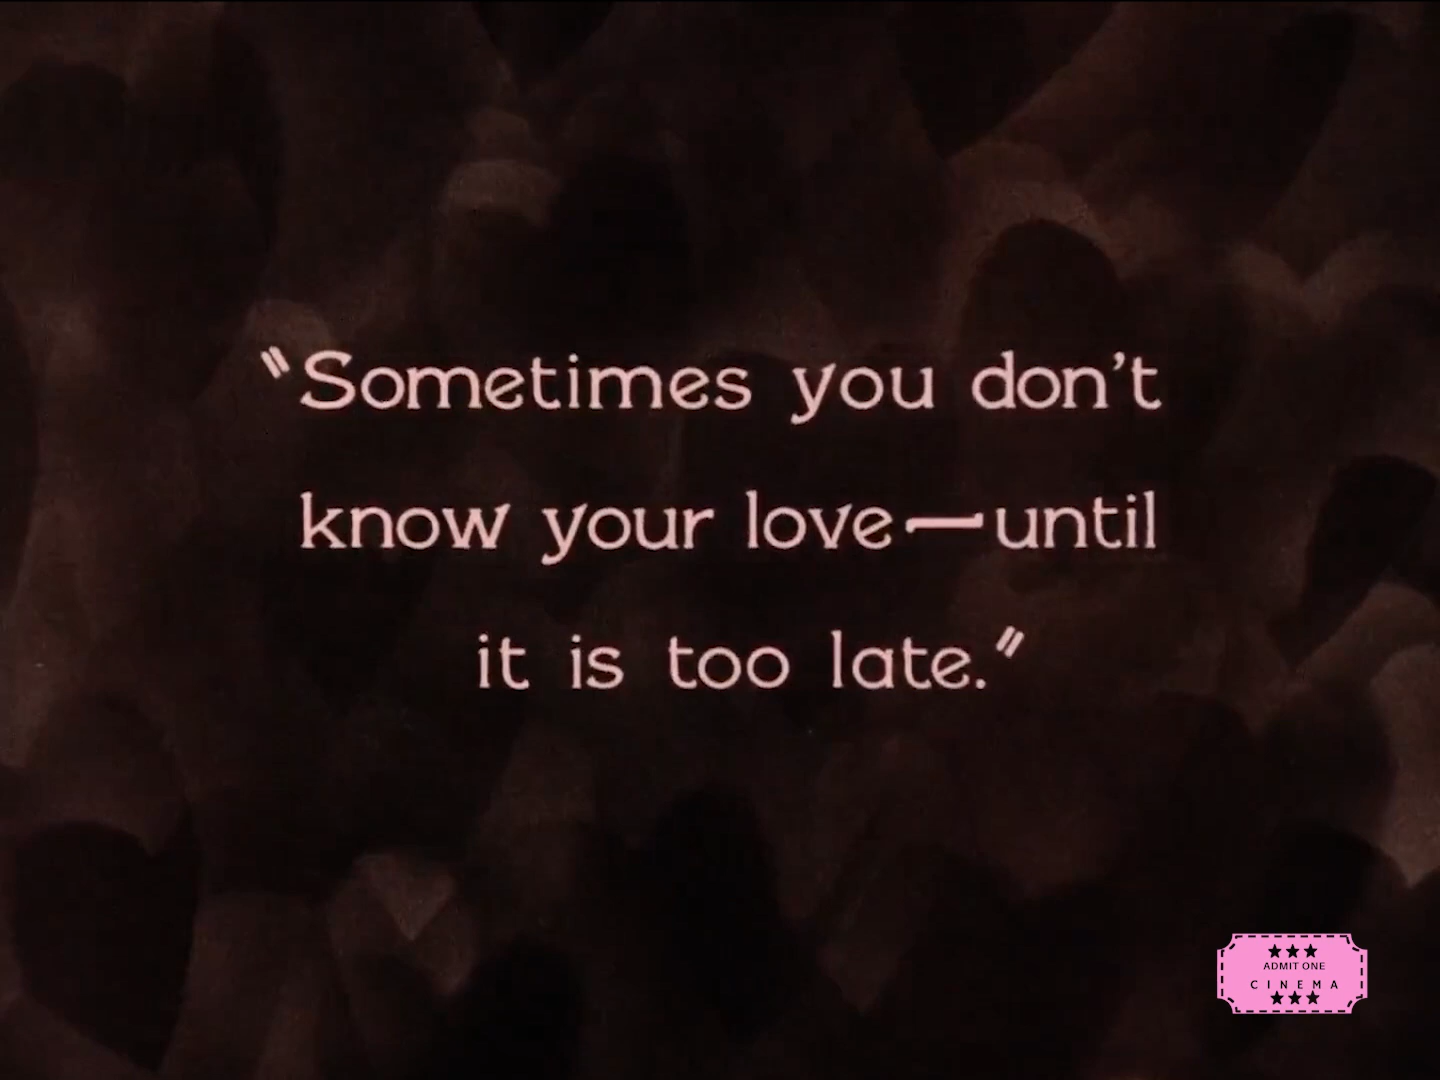 "Sometimes you don't
know your love—until
it is too late."
★★★
ADMIT ONE
CINEMA
★★★